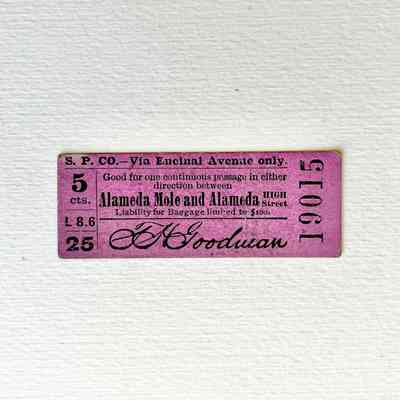 S. P. CO.—Via Encinal Avenue only.
5
cts.
L 8.6
25
Good for one continuous passage in either
direction between
Alameda Mole and Alameda HIGH Street
Liability for Baggage limited to $100.
T H Goodman
19015